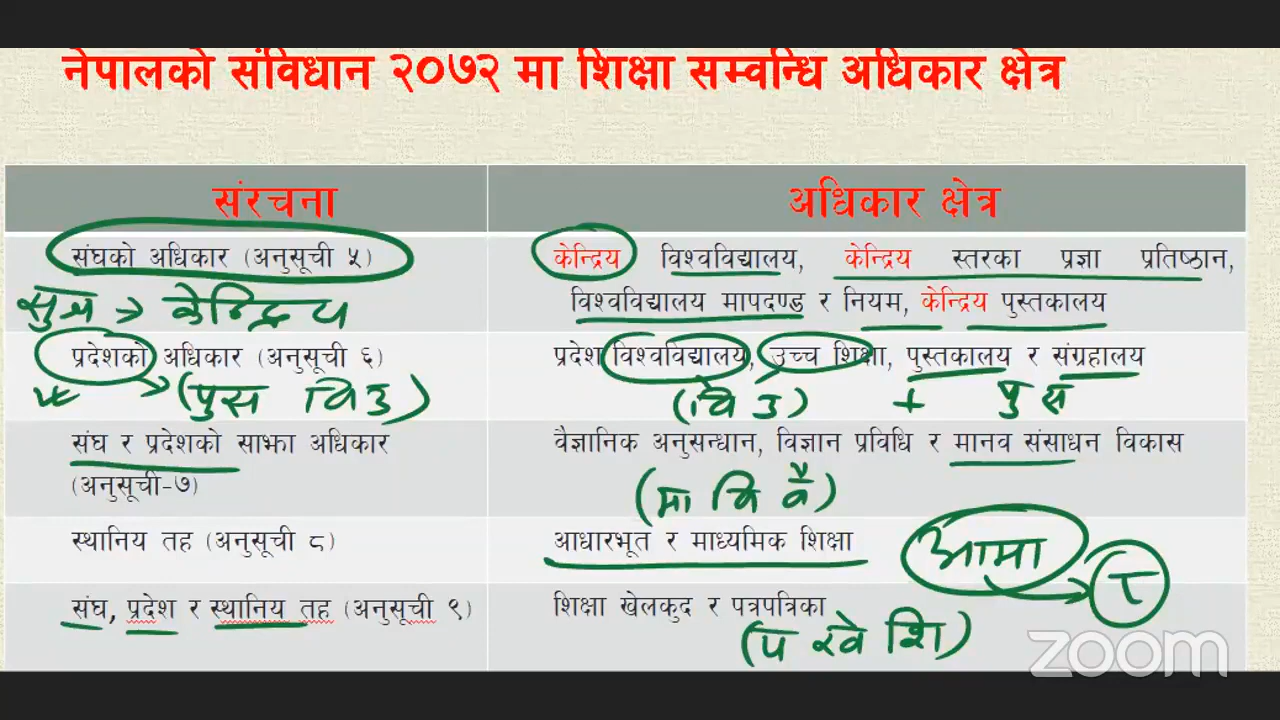 नेपालको संविधान २०७२ मा शिक्षा सम्वन्धि अधिकार क्षेत्र
संरचना
अधिकार क्षेत्र
संघको अधिकार (अनुसूची ५)
केन्द्रिय विश्वविद्यालय, केन्द्रिय स्तरका प्रज्ञा प्रतिष्ठान,
विश्वविद्यालय मापदण्ड र नियम, केन्द्रिय पुस्तकालय
सुत्र → केन्द्रिय
प्रदेशको अधिकार (अनुसूची ६)
(पुस वि उ)
प्रदेश विश्वविद्यालय, उच्च शिक्षा, पुस्तकालय र संग्रहालय
(वि उ) + पु स
संघ र प्रदेशको साझा अधिकार
(अनुसूची-७)
वैज्ञानिक अनुसन्धान, विज्ञान प्रविधि र मानव संसाधन विकास
(मा वि वै)
स्थानिय तह (अनुसूची ८)
आधारभूत र माध्यमिक शिक्षा
आमा
८
संघ, प्रदेश र स्थानिय तह (अनुसूची ९)
शिक्षा खेलकुद र पत्रपत्रिका
(प खे शि)
zoom